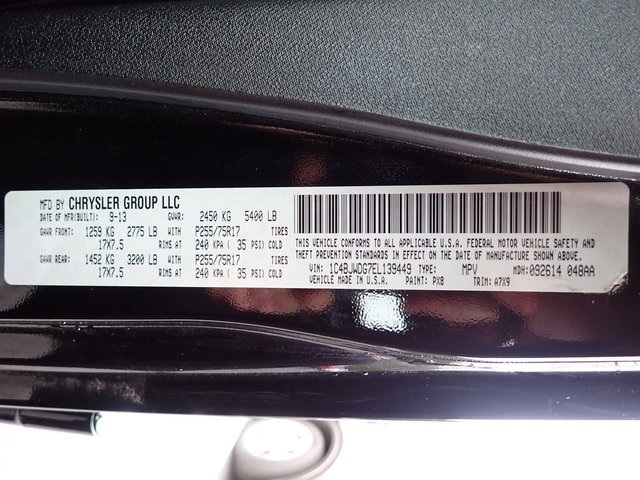 MFD BY CHRYSLER GROUP LLC
DATE OF MFR(BUILT): 9-13 GVWR: 2450 KG 5400 LB
GAWR FRONT: 1259 KG 2775 LB WITH P255/75R17 TIRES
17X7.5 RIMS AT 240 KPA ( 35 PSI) COLD
GAWR REAR: 1452 KG 3200 LB WITH P255/75R17 TIRES
17X7.5 RIMS AT 240 KPA ( 35 PSI) COLD
THIS VEHICLE CONFORMS TO ALL APPLICABLE U.S.A. FEDERAL MOTOR VEHICLE SAFETY AND
THEFT PREVENTION STANDARDS IN EFFECT ON THE DATE OF MANUFACTURE SHOWN ABOVE.
VIN: 1C4BJWDG7EL139449 TYPE: MPV MDH:092614 048AA
VEHICLE MADE IN U.S.A. PAINT: PX8 TRIM: A7X9